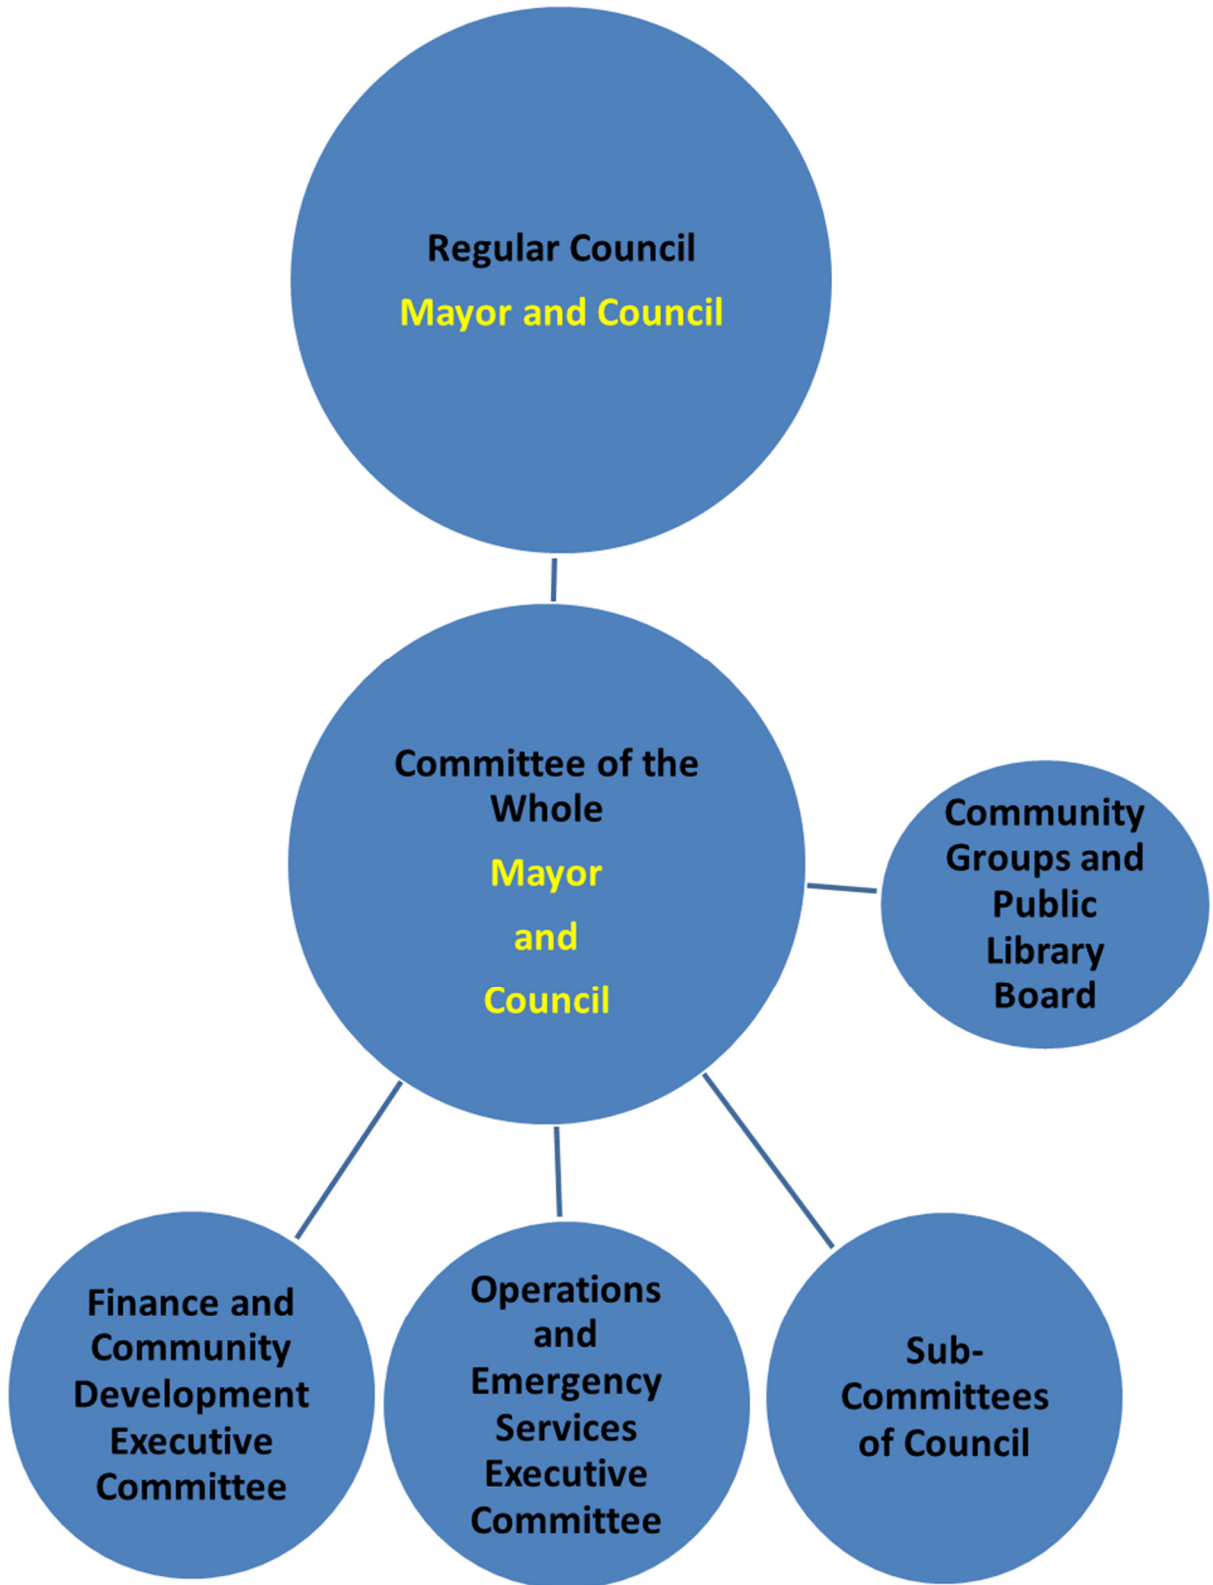 Regular Council
Mayor and Council
Committee of the
Whole
Mayor
and
Council
Community
Groups and
Public
Library
Board
Finance and
Community
Development
Executive
Committee
Operations
and
Emergency
Services
Executive
Committee
Sub-
Committees
of Council